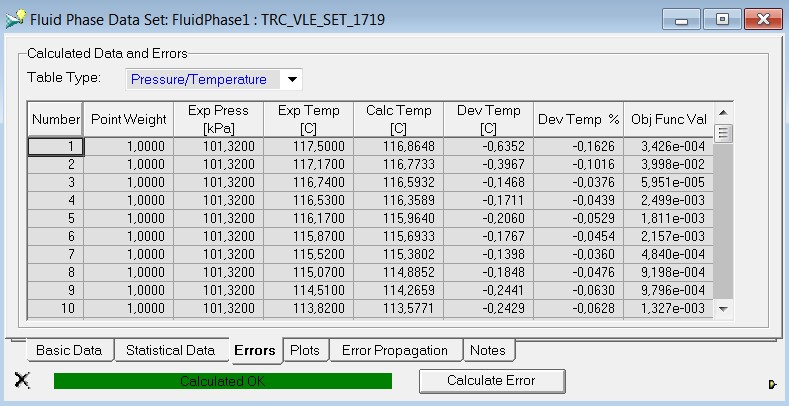 Fluid Phase Data Set: FluidPhase1 : TRC_VLE_SET_1719
Calculated Data and Errors
Table Type: Pressure/Temperature
Number Point Weight Exp Press [kPa] Exp Temp [C] Calc Temp [C] Dev Temp [C] Dev Temp % Obj Func Val
1 1,0000 101,3200 117,5000 116,8648 -0,6352 -0,1626 3,426e-004
2 1,0000 101,3200 117,1700 116,7733 -0,3967 -0,1016 3,998e-002
3 1,0000 101,3200 116,7400 116,5932 -0,1468 -0,0376 5,951e-005
4 1,0000 101,3200 116,5300 116,3589 -0,1711 -0,0439 2,499e-003
5 1,0000 101,3200 116,1700 115,9640 -0,2060 -0,0529 1,811e-003
6 1,0000 101,3200 115,8700 115,6933 -0,1767 -0,0454 2,157e-003
7 1,0000 101,3200 115,5200 115,3802 -0,1398 -0,0360 4,840e-004
8 1,0000 101,3200 115,0700 114,8852 -0,1848 -0,0476 9,198e-004
9 1,0000 101,3200 114,5100 114,2659 -0,2441 -0,0630 9,796e-004
10 1,0000 101,3200 113,8200 113,5771 -0,2429 -0,0628 1,327e-003
Basic Data Statistical Data Errors Plots Error Propagation Notes
Calculated OK Calculate Error